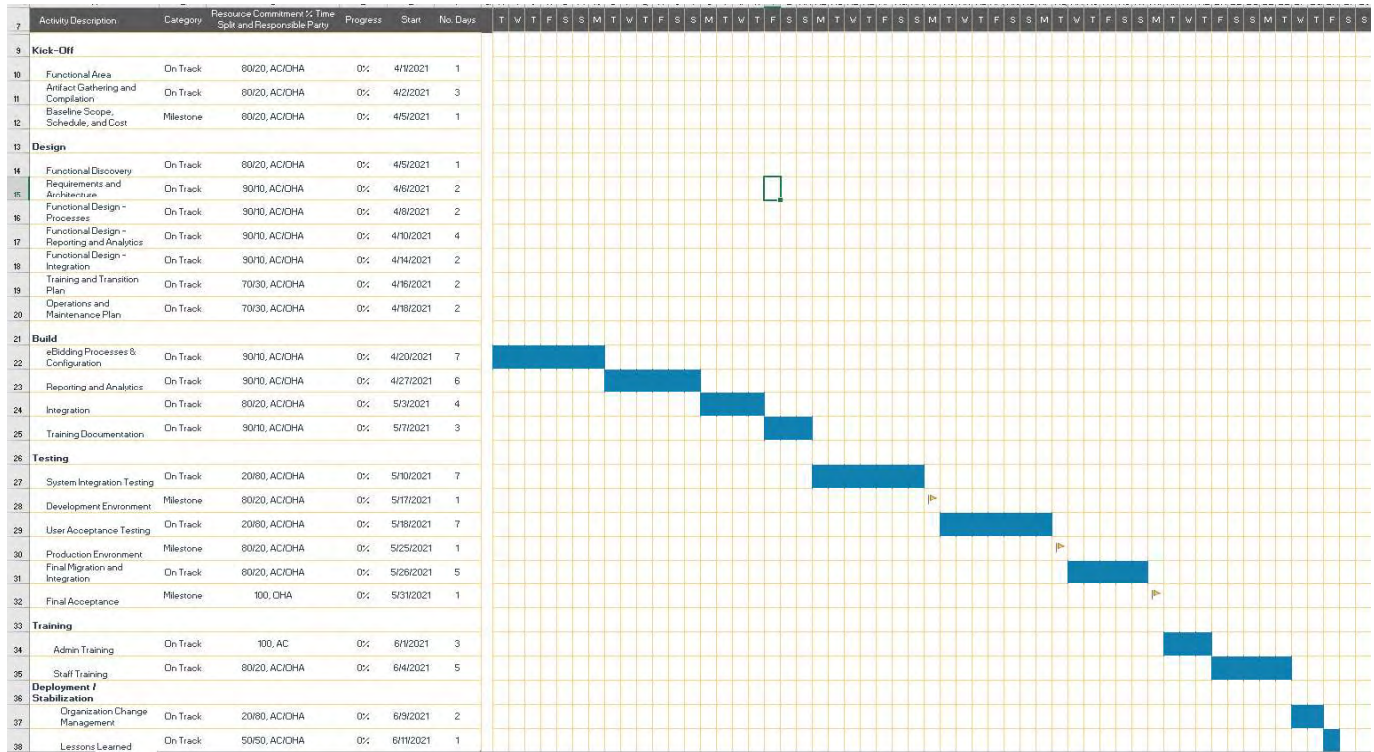 7 Activity Description Category Resource Commitment % Time Split and Responsible Party Progress Start No. Days T W T F S S M T W T F S S M T W T F S S M T W T F S S M T W T F S S M T W T F S S M T W T F S S M T W T F S S
9 Kick-Off
10 Functional Area On Track 80/20, AC/OHA 0% 4/1/2021 1
11 Artifact Gathering and Compilation On Track 80/20, AC/OHA 0% 4/2/2021 3
12 Baseline Scope, Schedule, and Cost Milestone 80/20, AC/OHA 0% 4/5/2021 1
13 Design
14 Functional Discovery On Track 80/20, AC/OHA 0% 4/5/2021 1
15 Requirements and Architecture On Track 90/10, AC/OHA 0% 4/6/2021 2
16 Functional Design - Processes On Track 90/10, AC/OHA 0% 4/8/2021 2
17 Functional Design - Reporting and Analytics On Track 90/10, AC/OHA 0% 4/10/2021 4
18 Functional Design - Integration On Track 90/10, AC/OHA 0% 4/14/2021 2
19 Training and Transition Plan On Track 70/30, AC/OHA 0% 4/16/2021 2
20 Operations and Maintenance Plan On Track 70/30, AC/OHA 0% 4/18/2021 2
21 Build
22 eBidding Processes & Configuration On Track 90/10, AC/OHA 0% 4/20/2021 7
23 Reporting and Analytics On Track 90/10, AC/OHA 0% 4/27/2021 6
24 Integration On Track 80/20, AC/OHA 0% 5/3/2021 4
25 Training Documentation On Track 90/10, AC/OHA 0% 5/7/2021 3
26 Testing
27 System Integration Testing On Track 20/80, AC/OHA 0% 5/10/2021 7
28 Development Environment Milestone 80/20, AC/OHA 0% 5/17/2021 1
29 User Acceptance Testing On Track 20/80, AC/OHA 0% 5/18/2021 7
30 Production Environment Milestone 80/20, AC/OHA 0% 5/25/2021 1
31 Final Migration and Integration On Track 80/20, AC/OHA 0% 5/26/2021 5
32 Final Acceptance Milestone 100, OHA 0% 5/31/2021 1
33 Training
34 Admin Training On Track 100, AC 0% 6/1/2021 3
35 Staff Training On Track 80/20, AC/OHA 0% 6/4/2021 5
36 Deployment / Stabilization
37 Organization Change Management On Track 20/80, AC/OHA 0% 6/9/2021 2
38 Lessons Learned On Track 50/50, AC/OHA 0% 6/11/2021 1